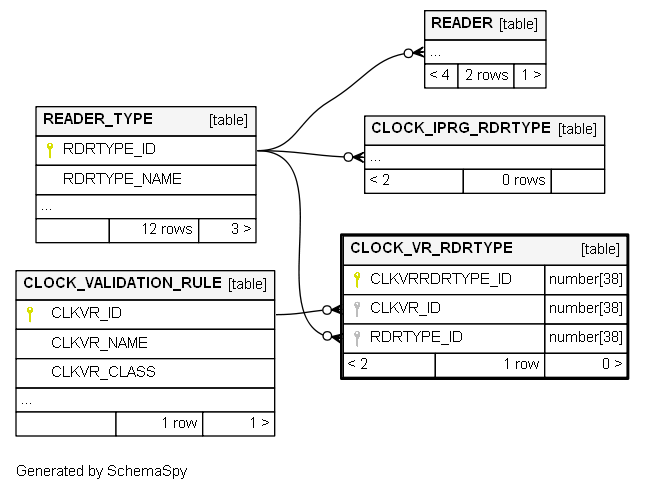 READER [table]
...
< 4 2 rows 1 >
READER_TYPE [table]
RDRTYPE_ID
RDRTYPE_NAME
...
12 rows 3 >
CLOCK_IPRG_RDRTYPE [table]
...
< 2 0 rows
CLOCK_VR_RDRTYPE [table]
CLKVRRDRTYPE_ID number[38]
CLKVR_ID number[38]
RDRTYPE_ID number[38]
< 2 1 row 0 >
CLOCK_VALIDATION_RULE [table]
CLKVR_ID
CLKVR_NAME
CLKVR_CLASS
...
1 row 1 >
Generated by SchemaSpy